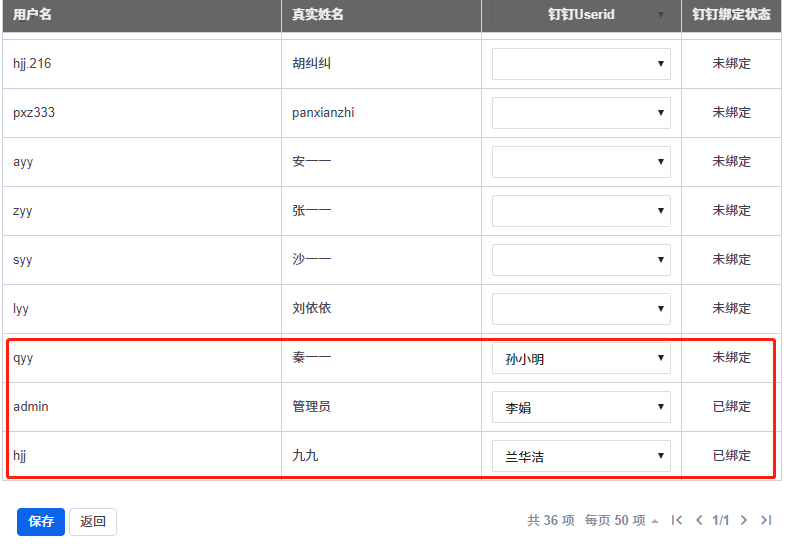 用户名 真实姓名 钉钉Userid 钉钉绑定状态
hjj.216 胡纠纠 未绑定
pxz333 panxianzhi 未绑定
ayy 安一一 未绑定
zyy 张一一 未绑定
syy 沙一一 未绑定
lyy 刘依依 未绑定
qyy 秦一一 孙小明 未绑定
admin 管理员 李娟 已绑定
hjj 九九 兰华洁 已绑定
保存 返回 共 36 项 每页 50 项 1/1